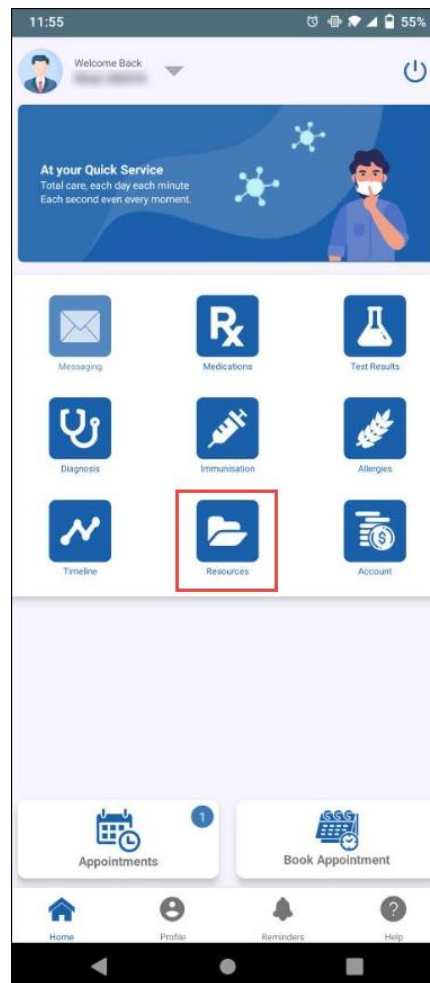 11:55
55%
Welcome Back
At your Quick Service
Total care, each day each minute
Each second even every moment.
Rx
Messaging
Medications
Test Results
Diagnosis
Immunisation
Allergies
$
Timeline
Resources
Account
1
Appointments
Book Appointment
?
Home
Profile
Reminders
Help